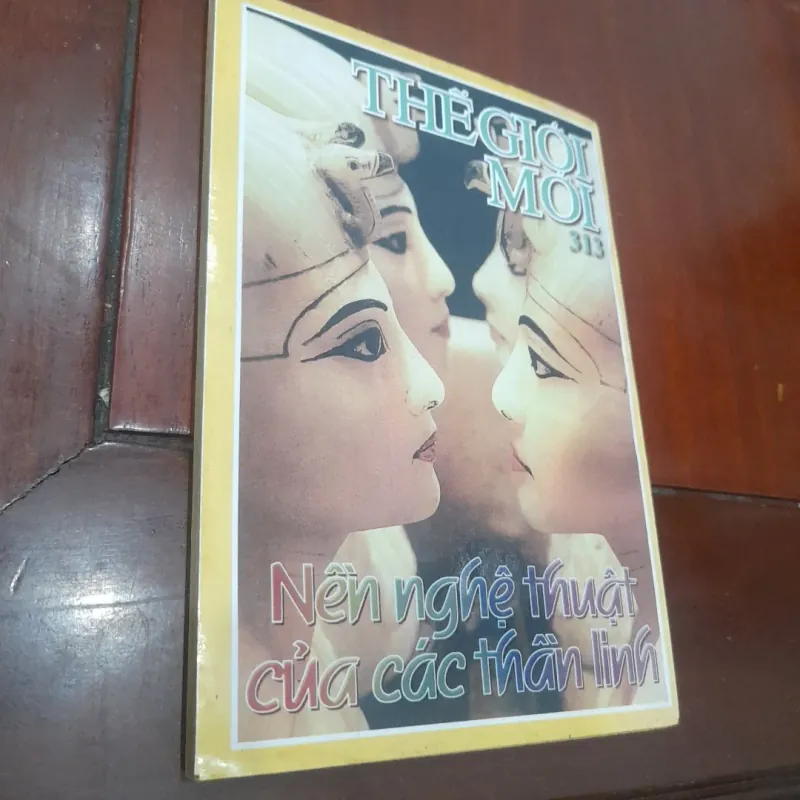 THẾ GIỚI
MỚI
313
Nền nghệ thuật
của các thần linh